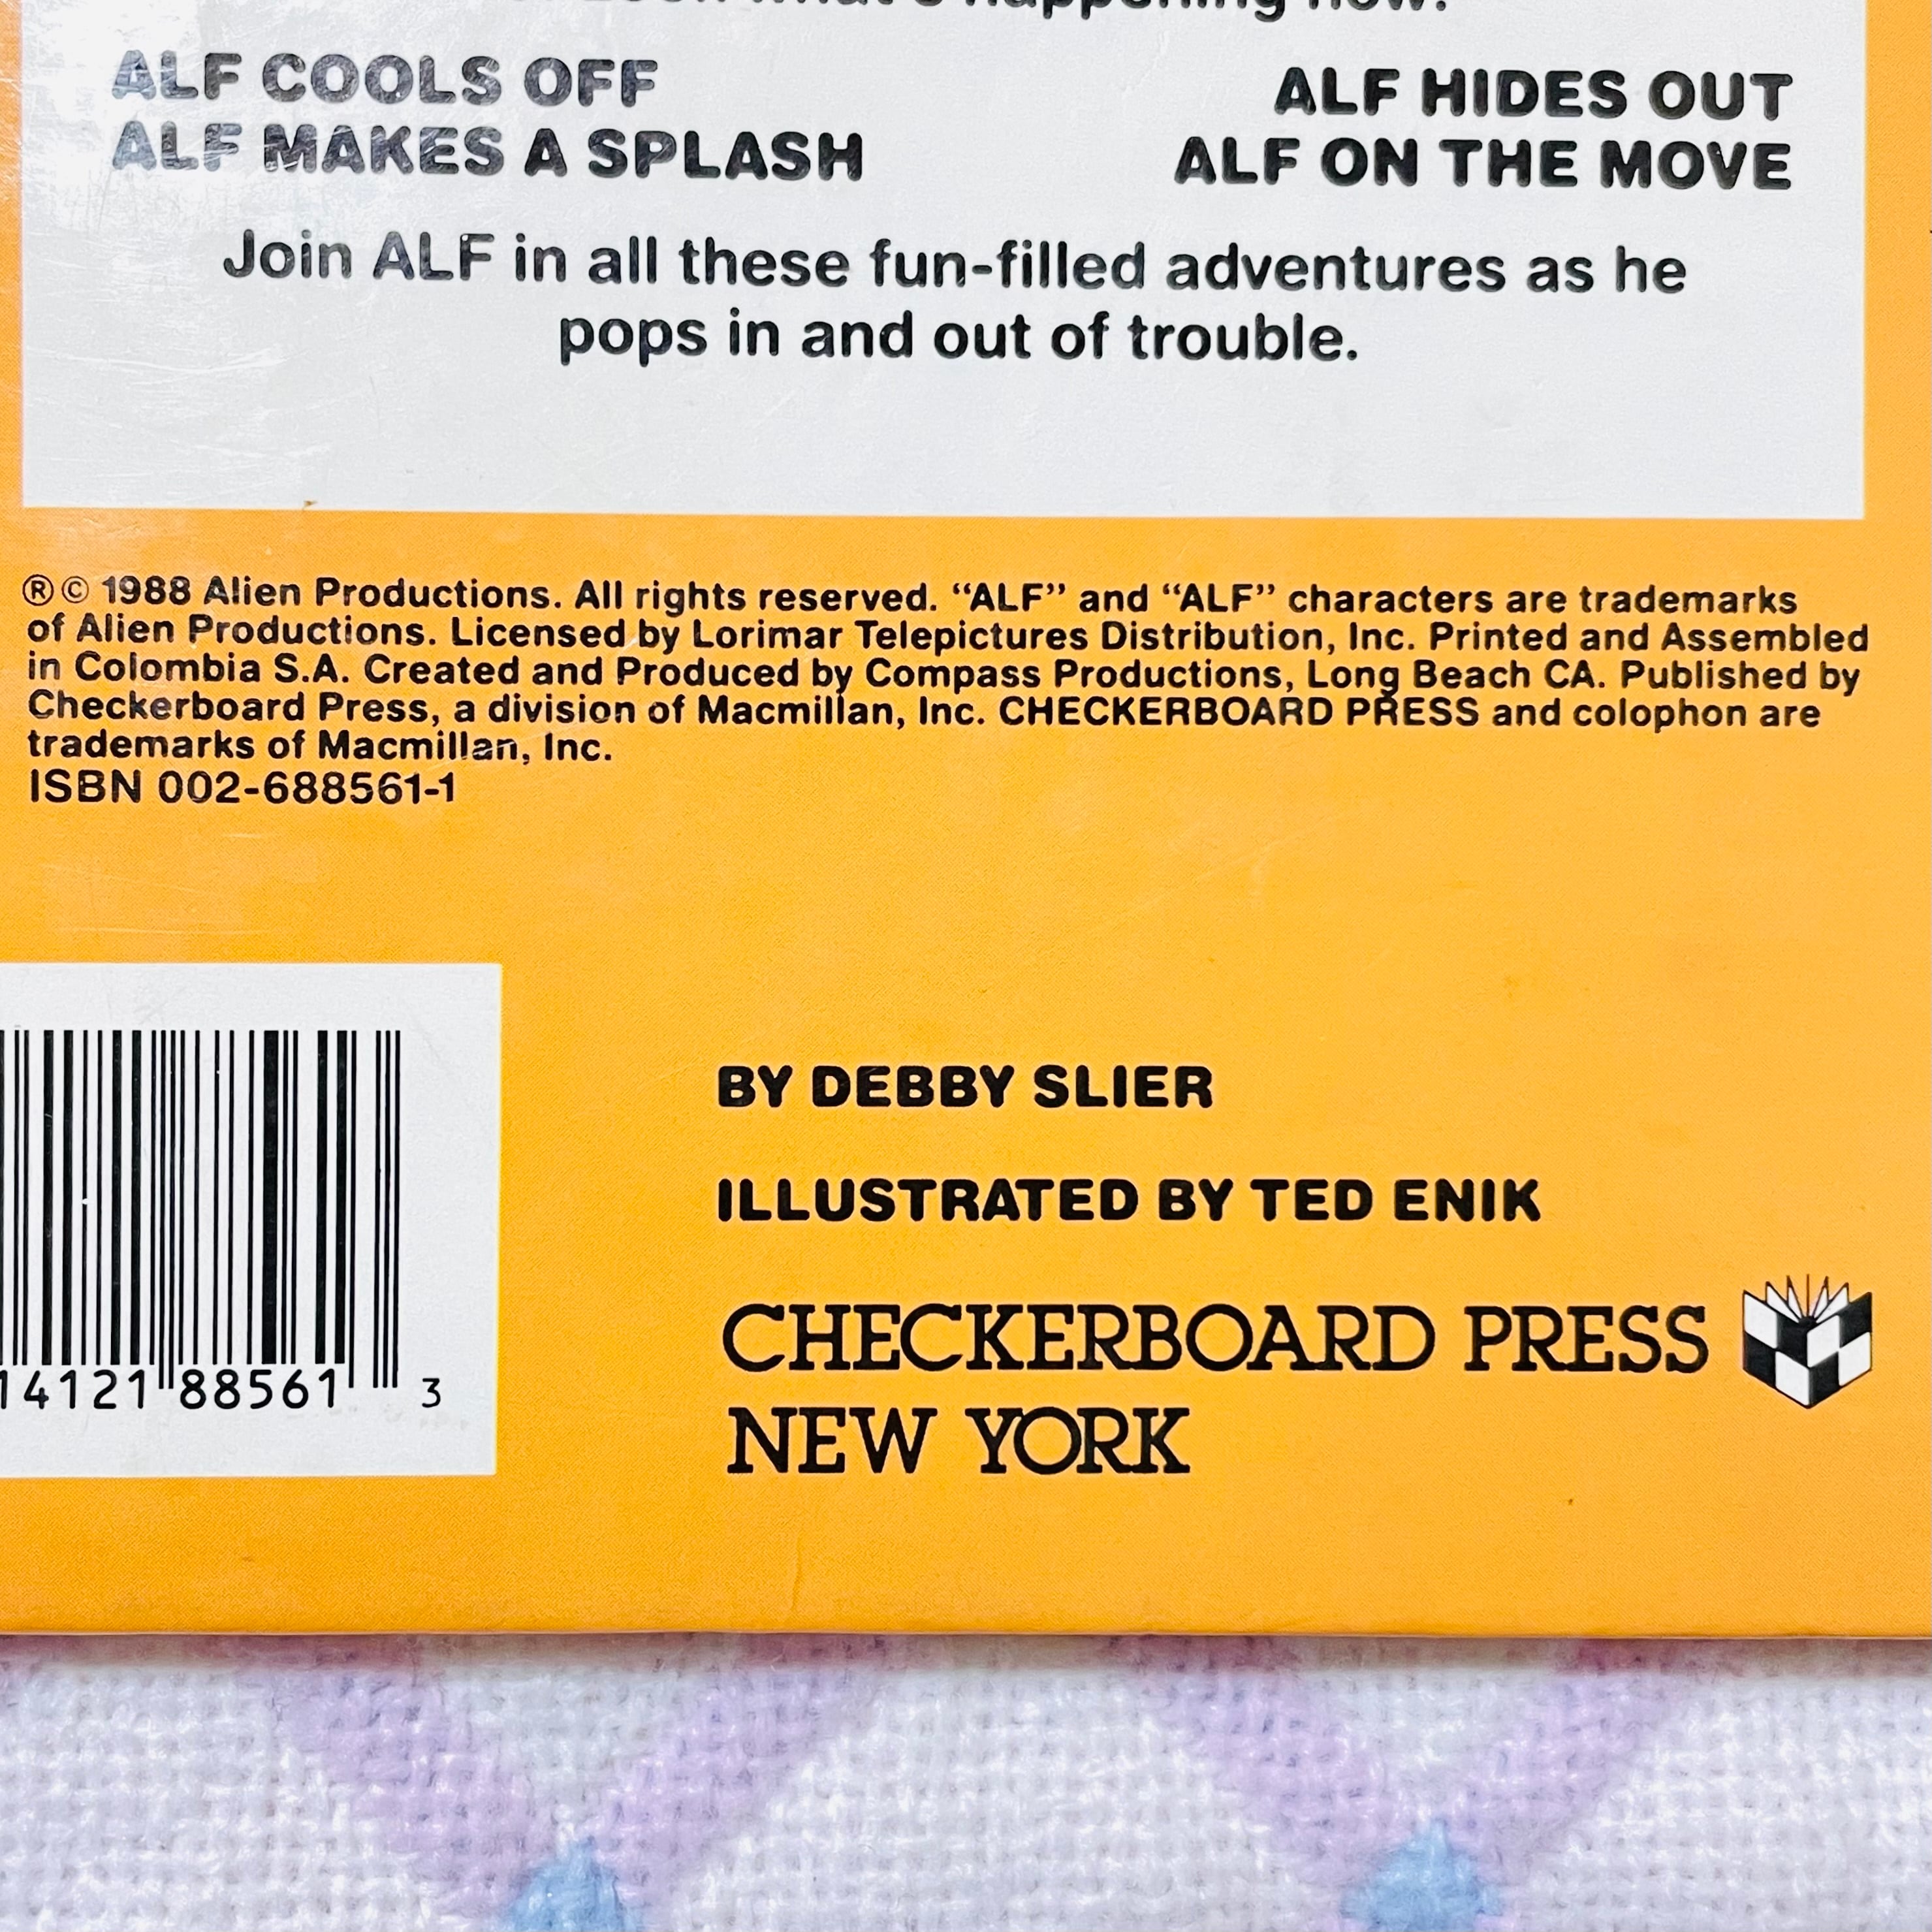 what's happening now?
ALF COOLS OFF
ALF MAKES A SPLASH
ALF HIDES OUT
ALF ON THE MOVE
Join ALF in all these fun-filled adventures as he
pops in and out of trouble.
®© 1988 Alien Productions. All rights reserved. “ALF” and “ALF” characters are trademarks
of Alien Productions. Licensed by Lorimar Telepictures Distribution, Inc. Printed and Assembled
in Colombia S.A. Created and Produced by Compass Productions, Long Beach CA. Published by
Checkerboard Press, a division of Macmillan, Inc. CHECKERBOARD PRESS and colophon are
trademarks of Macmillan, Inc.
ISBN 002-688561-1
14121 88561 3
BY DEBBY SLIER
ILLUSTRATED BY TED ENIK
CHECKERBOARD PRESS
NEW YORK